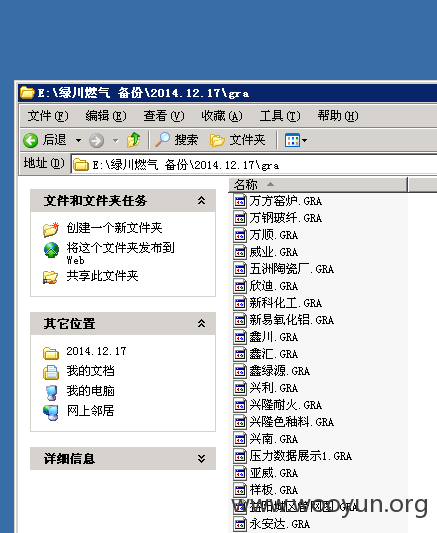 E:\绿川燃气 备份\2014.12.17\gra
文件(F) 编辑(E) 查看(V) 收藏(A) 工具(T) 帮助(H)
后退 搜索 文件夹
地址(D) E:\绿川燃气 备份\2014.12.17\gra
文件和文件夹任务
创建一个新文件夹
将这个文件夹发布到
Web
共享此文件夹
其它位置
2014.12.17
我的文档
我的电脑
网上邻居
详细信息
名称
万方窑炉.GRA
万钢玻纤.GRA
万顺.GRA
威业.GRA
五洲陶瓷厂.GRA
欣迪.GRA
新科化工.GRA
新易氧化铝.GRA
鑫川.GRA
鑫汇.GRA
鑫绿源.GRA
兴利.GRA
兴隆耐火.GRA
兴隆色釉料.GRA
兴南.GRA
压力数据展示1.GRA
亚威.GRA
样板.GRA
永安达.GRA
www.wooyun.org